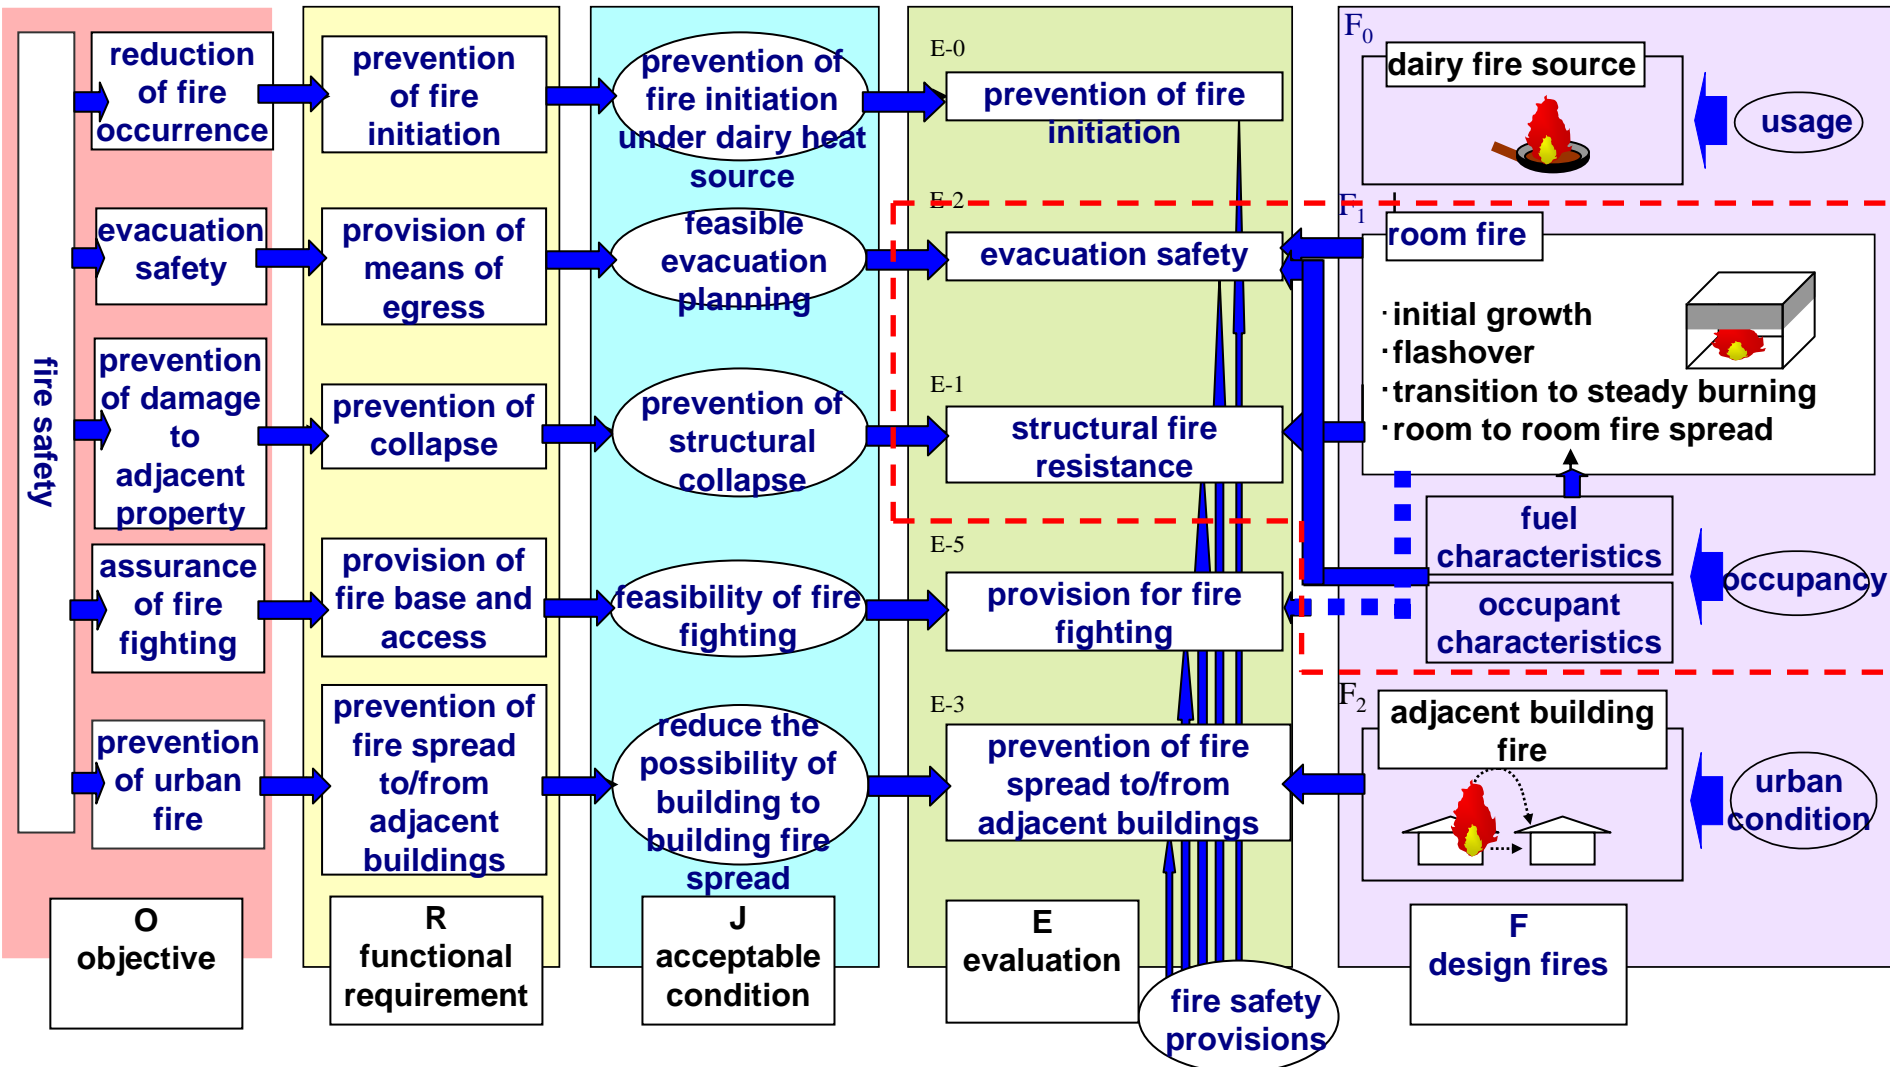 fire safety
reduction
of fire
occurrence
evacuation
safety
prevention
of damage
to
adjacent
property
assurance
of fire
fighting
prevention
of urban
fire
O
objective
prevention
of fire
initiation
provision of
means of
egress
prevention of
collapse
provision of
fire base and
access
prevention of
fire spread
to/from
adjacent
buildings
R
functional
requirement
prevention of
fire initiation
under dairy heat
source
feasible
evacuation
planning
prevention of
structural
collapse
feasibility of fire
fighting
reduce the
possibility of
building to
building fire
spread
J
acceptable
condition
E-0
prevention of fire
initiation
E-2
evacuation safety
E-1
structural fire
resistance
E-5
provision for fire
fighting
E-3
prevention of fire
spread to/from
adjacent buildings
E
evaluation
fire safety
provisions
F0
dairy fire source
usage
F1
room fire
·initial growth
·flashover
·transition to steady burning
·room to room fire spread
fuel
characteristics
occupant
characteristics
occupancy
F2
adjacent building
fire
urban
condition
F
design fires